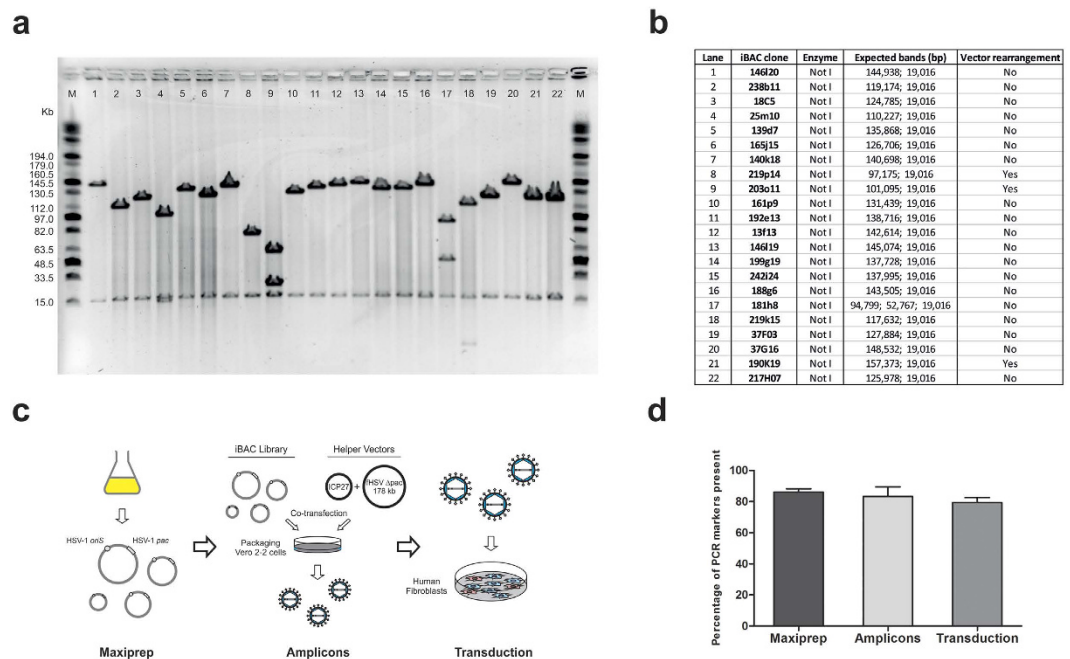 a
M 1 2 3 4 5 6 7 8 9 10 11 12 13 14 15 16 17 18 19 20 21 22 M
Kb
194.0
179.0
160.5
145.5
130.5
112.0
97.0
82.0
63.5
48.5
33.5
15.0
b
Lane iBAC clone Enzyme Expected bands (bp) Vector rearrangement
1 146l20 Not I 144,938; 19,016 No
2 238b11 Not I 119,174; 19,016 No
3 18C5 Not I 124,785; 19,016 No
4 25m10 Not I 110,227; 19,016 No
5 139d7 Not I 135,868; 19,016 No
6 165j15 Not I 126,706; 19,016 No
7 140k18 Not I 140,698; 19,016 No
8 219p14 Not I 97,175; 19,016 Yes
9 203o11 Not I 101,095; 19,016 Yes
10 161p9 Not I 131,439; 19,016 No
11 192e13 Not I 138,716; 19,016 No
12 13f13 Not I 142,614; 19,016 No
13 146l19 Not I 145,074; 19,016 No
14 199g19 Not I 137,728; 19,016 No
15 242i24 Not I 137,995; 19,016 No
16 188g6 Not I 143,505; 19,016 No
17 181h8 Not I 94,799; 52,767; 19,016 No
18 219k15 Not I 117,632; 19,016 No
19 37F03 Not I 127,884; 19,016 No
20 37G16 Not I 148,532; 19,016 No
21 190K19 Not I 157,373; 19,016 Yes
22 217H07 Not I 125,978; 19,016 No
c
HSV-1 oriS HSV-1 pac
Maxiprep
iBAC Library Helper Vectors
ICP27 + fHSV Δpac
178 kb
Co-transfection
Packaging
Vero 2-2 cells
Amplicons
Human
Fibroblasts
Transduction
d
Percentage of PCR markers present
100
80
60
40
20
0
Maxiprep Amplicons Transduction